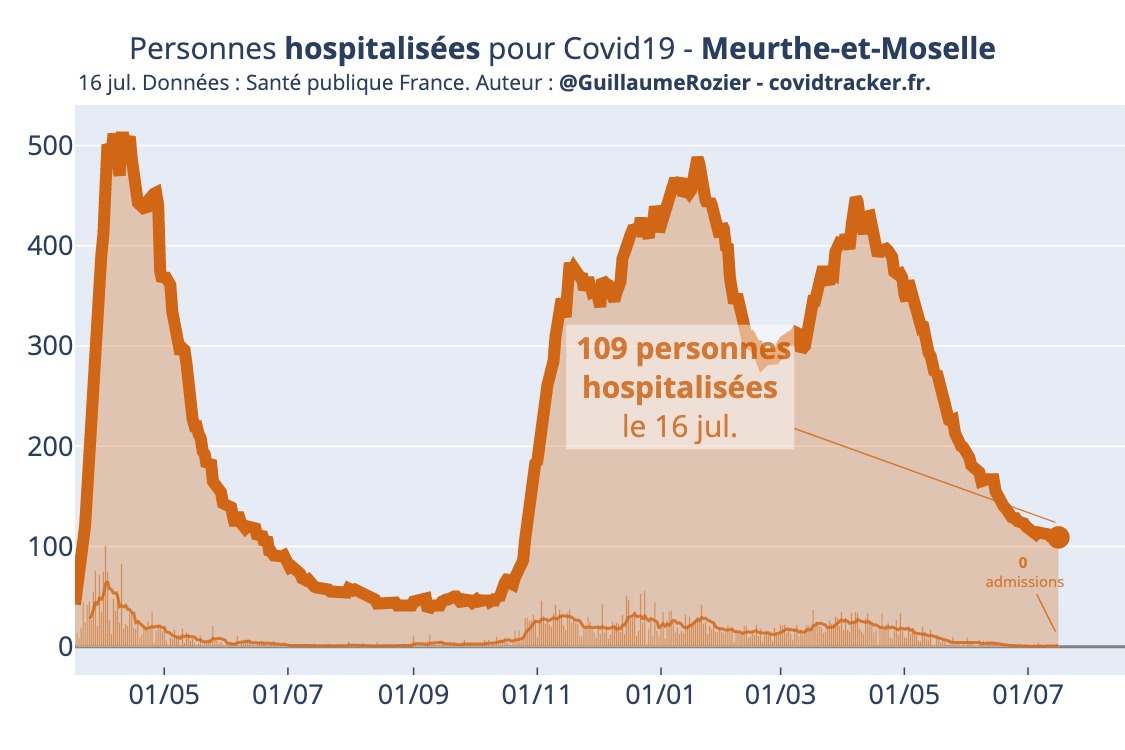 Personnes hospitalisées pour Covid19 - Meurthe-et-Moselle
16 jul. Données : Santé publique France. Auteur : @GuillaumeRozier - covidtracker.fr.
500
400
300
200
100
0
109 personnes
hospitalisées
le 16 jul.
0
admissions
01/05 01/07 01/09 01/11 01/01 01/03 01/05 01/07